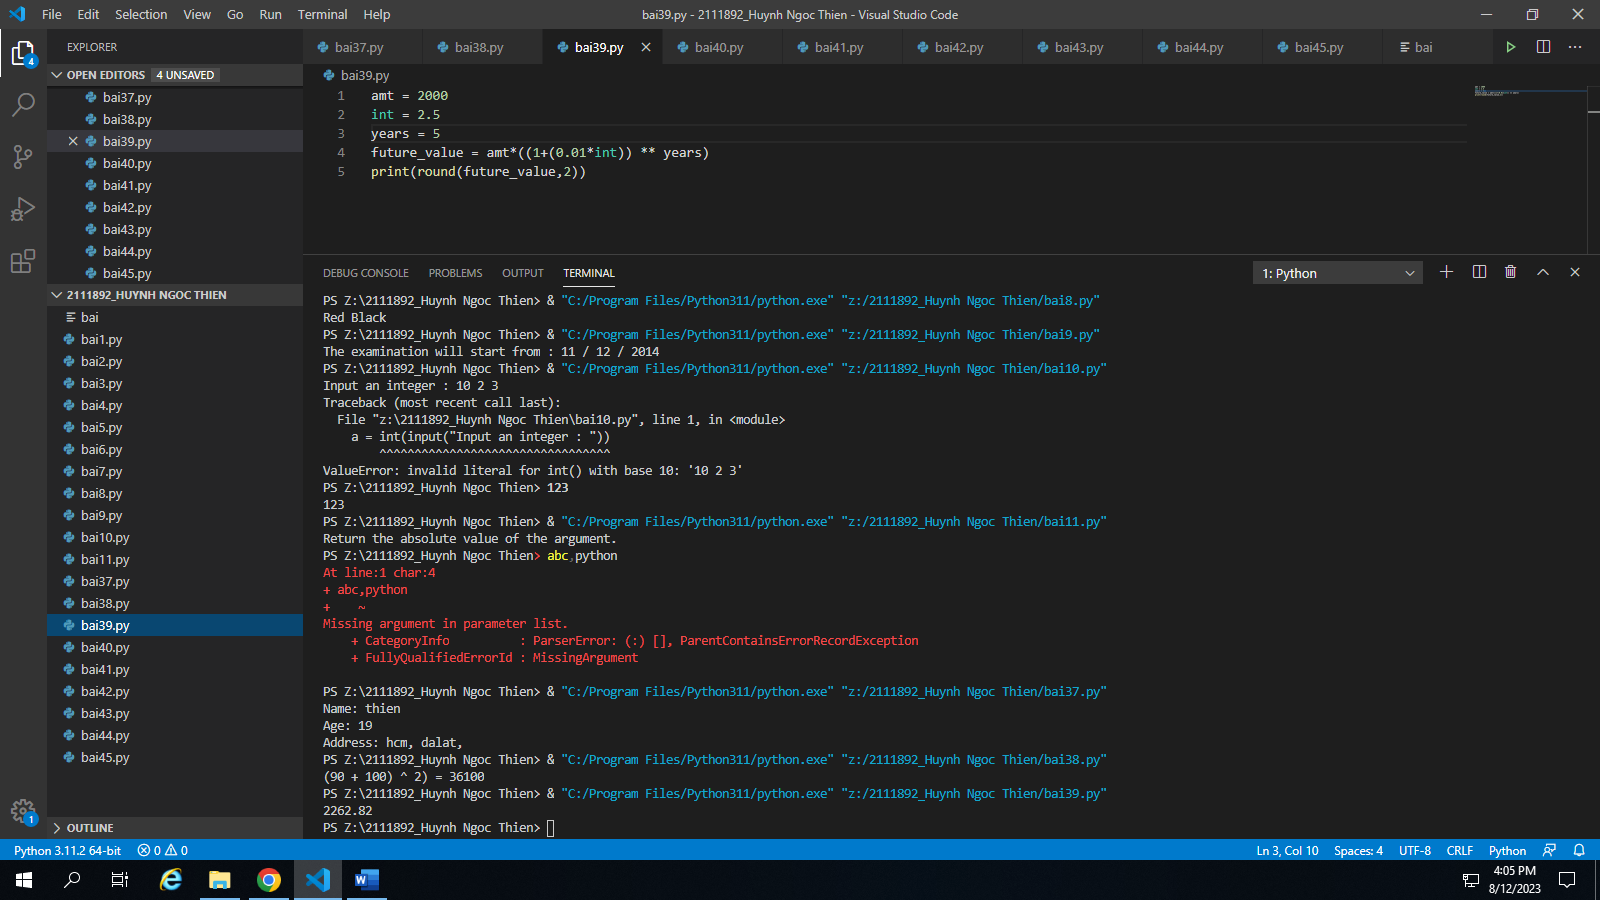 File Edit Selection View Go Run Terminal Help bai39.py - 2111892_Huynh Ngoc Thien - Visual Studio Code
EXPLORER
OPEN EDITORS 4 UNSAVED
bai37.py
bai38.py
bai39.py
bai40.py
bai41.py
bai42.py
bai43.py
bai44.py
bai45.py
2111892_HUYNH NGOC THIEN
bai
bai1.py
bai2.py
bai3.py
bai4.py
bai5.py
bai6.py
bai7.py
bai8.py
bai9.py
bai10.py
bai11.py
bai37.py
bai38.py
bai39.py
bai40.py
bai41.py
bai42.py
bai43.py
bai44.py
bai45.py
OUTLINE
4
1
bai37.py bai38.py bai39.py bai40.py bai41.py bai42.py bai43.py bai44.py bai45.py bai
bai39.py
1 amt = 2000
2 int = 2.5
3 years = 5
4 future_value = amt*((1+(0.01*int)) ** years)
5 print(round(future_value,2))
DEBUG CONSOLE PROBLEMS OUTPUT TERMINAL 1: Python
PS Z:\2111892_Huynh Ngoc Thien> & "C:/Program Files/Python311/python.exe" "z:/2111892_Huynh Ngoc Thien/bai8.py"
Red Black
PS Z:\2111892_Huynh Ngoc Thien> & "C:/Program Files/Python311/python.exe" "z:/2111892_Huynh Ngoc Thien/bai9.py"
The examination will start from : 11 / 12 / 2014
PS Z:\2111892_Huynh Ngoc Thien> & "C:/Program Files/Python311/python.exe" "z:/2111892_Huynh Ngoc Thien/bai10.py"
Input an integer : 10 2 3
Traceback (most recent call last):
File "z:\2111892_Huynh Ngoc Thien\bai10.py", line 1, in <module>
a = int(input("Input an integer : "))
^^^^^^^^^^^^^^^^^^^^^^^^^^^^^^^^^
ValueError: invalid literal for int() with base 10: '10 2 3'
PS Z:\2111892_Huynh Ngoc Thien> 123
123
PS Z:\2111892_Huynh Ngoc Thien> & "C:/Program Files/Python311/python.exe" "z:/2111892_Huynh Ngoc Thien/bai11.py"
Return the absolute value of the argument.
PS Z:\2111892_Huynh Ngoc Thien> abc,python
At line:1 char:4
+ abc,python
+    ~
Missing argument in parameter list.
+ CategoryInfo          : ParserError: (:) [], ParentContainsErrorRecordException
+ FullyQualifiedErrorId : MissingArgument
PS Z:\2111892_Huynh Ngoc Thien> & "C:/Program Files/Python311/python.exe" "z:/2111892_Huynh Ngoc Thien/bai37.py"
Name: thien
Age: 19
Address: hcm, dalat,
PS Z:\2111892_Huynh Ngoc Thien> & "C:/Program Files/Python311/python.exe" "z:/2111892_Huynh Ngoc Thien/bai38.py"
(90 + 100) ^ 2) = 36100
PS Z:\2111892_Huynh Ngoc Thien> & "C:/Program Files/Python311/python.exe" "z:/2111892_Huynh Ngoc Thien/bai39.py"
2262.82
PS Z:\2111892_Huynh Ngoc Thien>
Python 3.11.2 64-bit 0 0 Ln 3, Col 10 Spaces: 4 UTF-8 CRLF Python
4:05 PM
8/12/2023